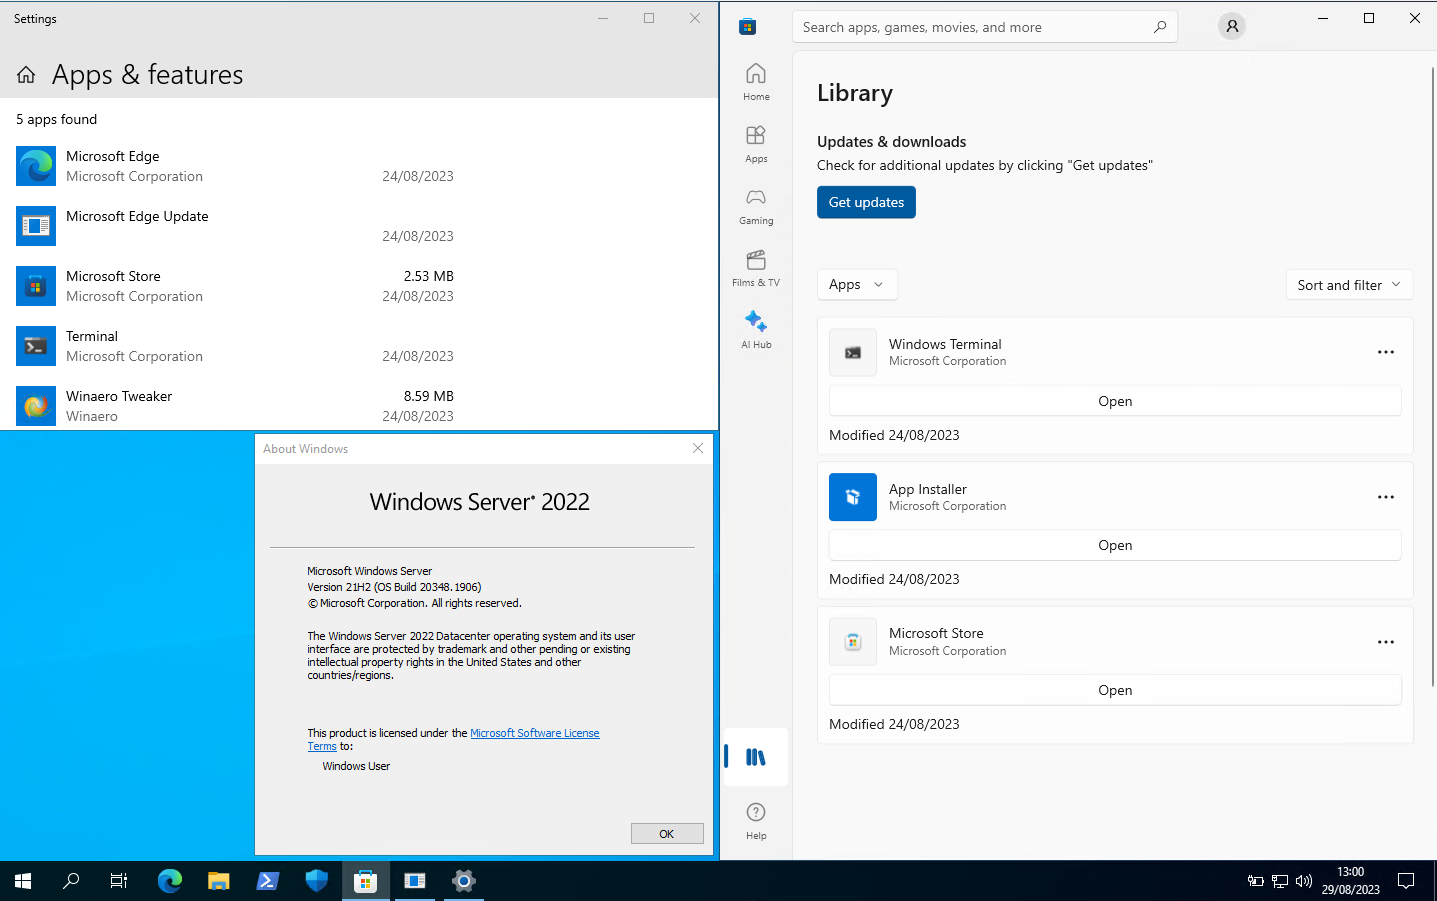 Settings
Apps & features
5 apps found
Microsoft Edge
Microsoft Corporation 24/08/2023
Microsoft Edge Update
24/08/2023
Microsoft Store 2.53 MB
Microsoft Corporation 24/08/2023
Terminal
Microsoft Corporation 24/08/2023
Winaero Tweaker 8.59 MB
Winaero 24/08/2023
About Windows
Windows Server® 2022
Microsoft Windows Server
Version 21H2 (OS Build 20348.1906)
© Microsoft Corporation. All rights reserved.
The Windows Server 2022 Datacenter operating system and its user
interface are protected by trademark and other pending or existing
intellectual property rights in the United States and other
countries/regions.
This product is licensed under the Microsoft Software License
Terms to:
Windows User
OK
Search apps, games, movies, and more
Home
Apps
Gaming
Films & TV
AI Hub
Help
Library
Updates & downloads
Check for additional updates by clicking "Get updates"
Get updates
Apps
Sort and filter
Windows Terminal
Microsoft Corporation
Open
Modified 24/08/2023
App Installer
Microsoft Corporation
Open
Modified 24/08/2023
Microsoft Store
Microsoft Corporation
Open
Modified 24/08/2023
13:00
29/08/2023